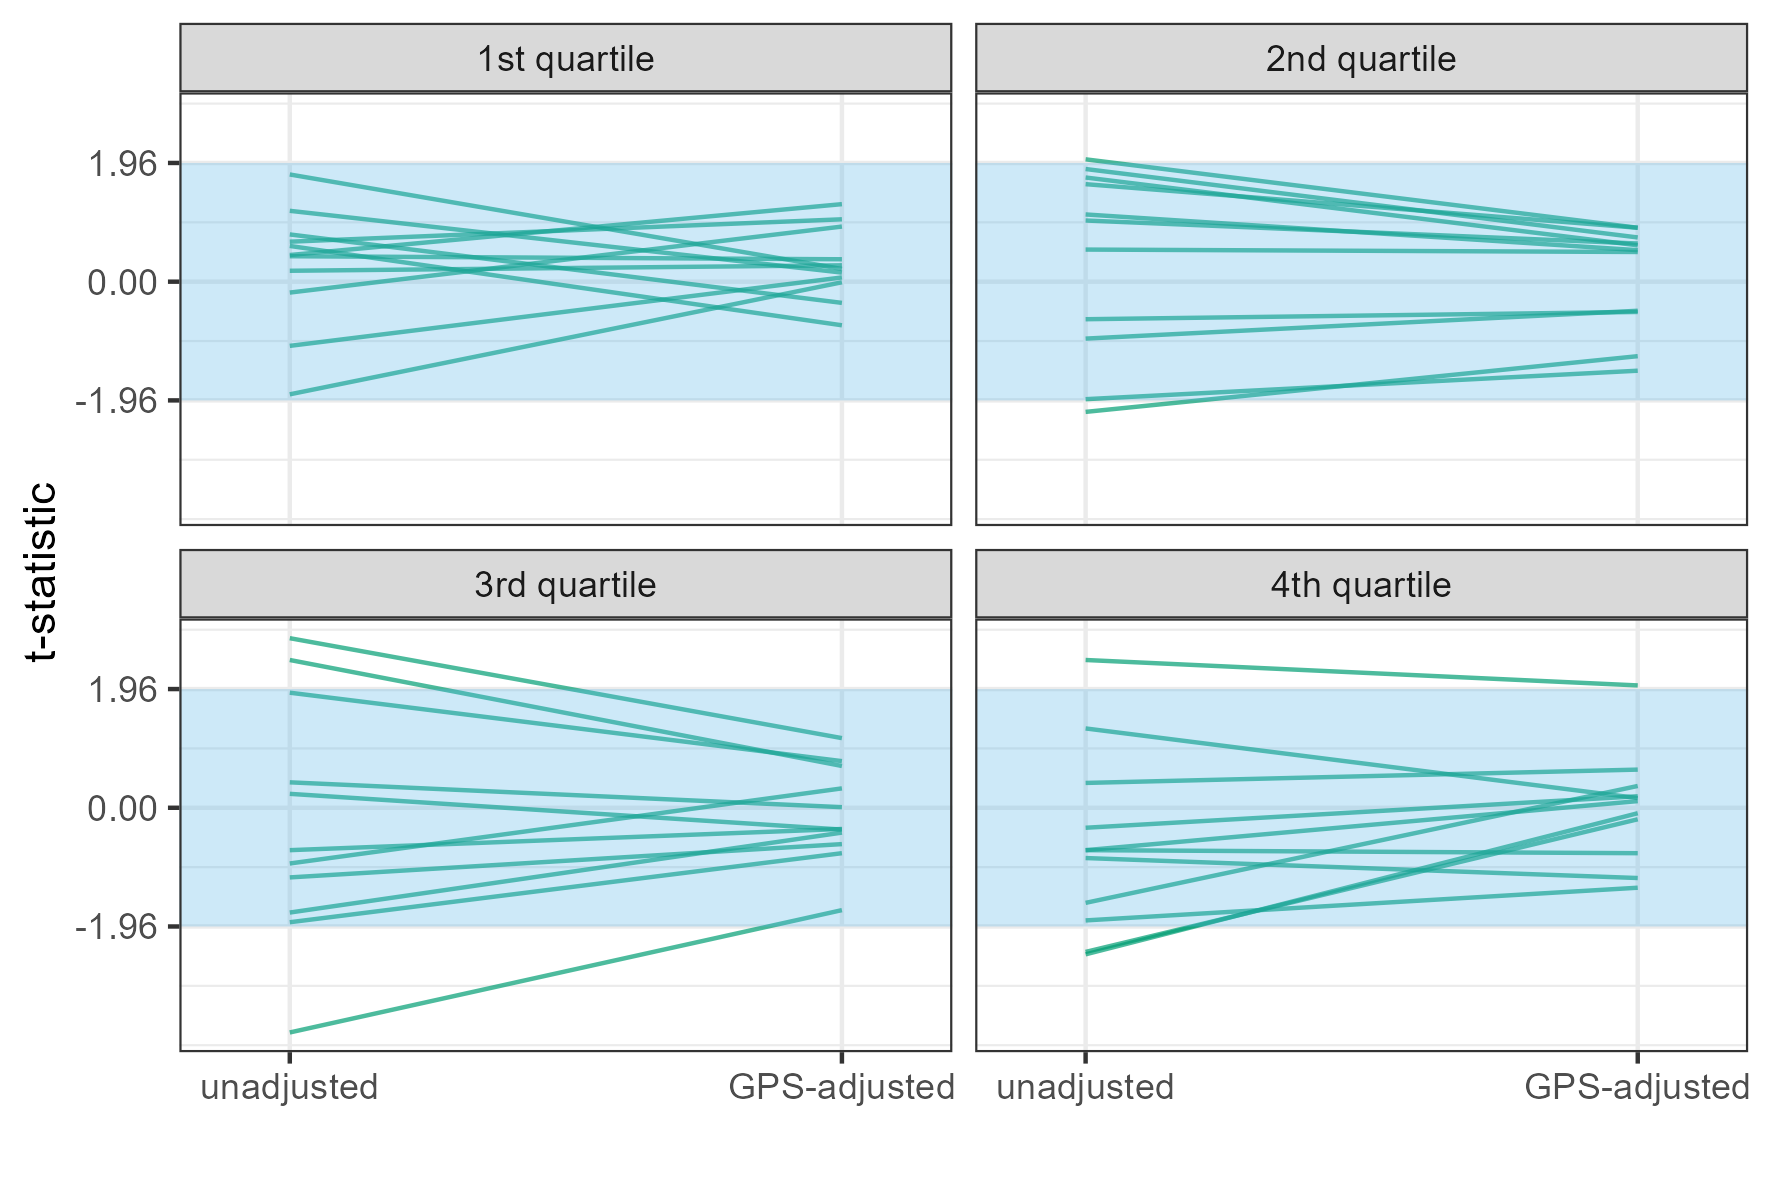 1st quartile
2nd quartile
1.96
0.00
-1.96
t-statistic
3rd quartile
4th quartile
1.96
0.00
-1.96
unadjusted
GPS-adjusted
unadjusted
GPS-adjusted